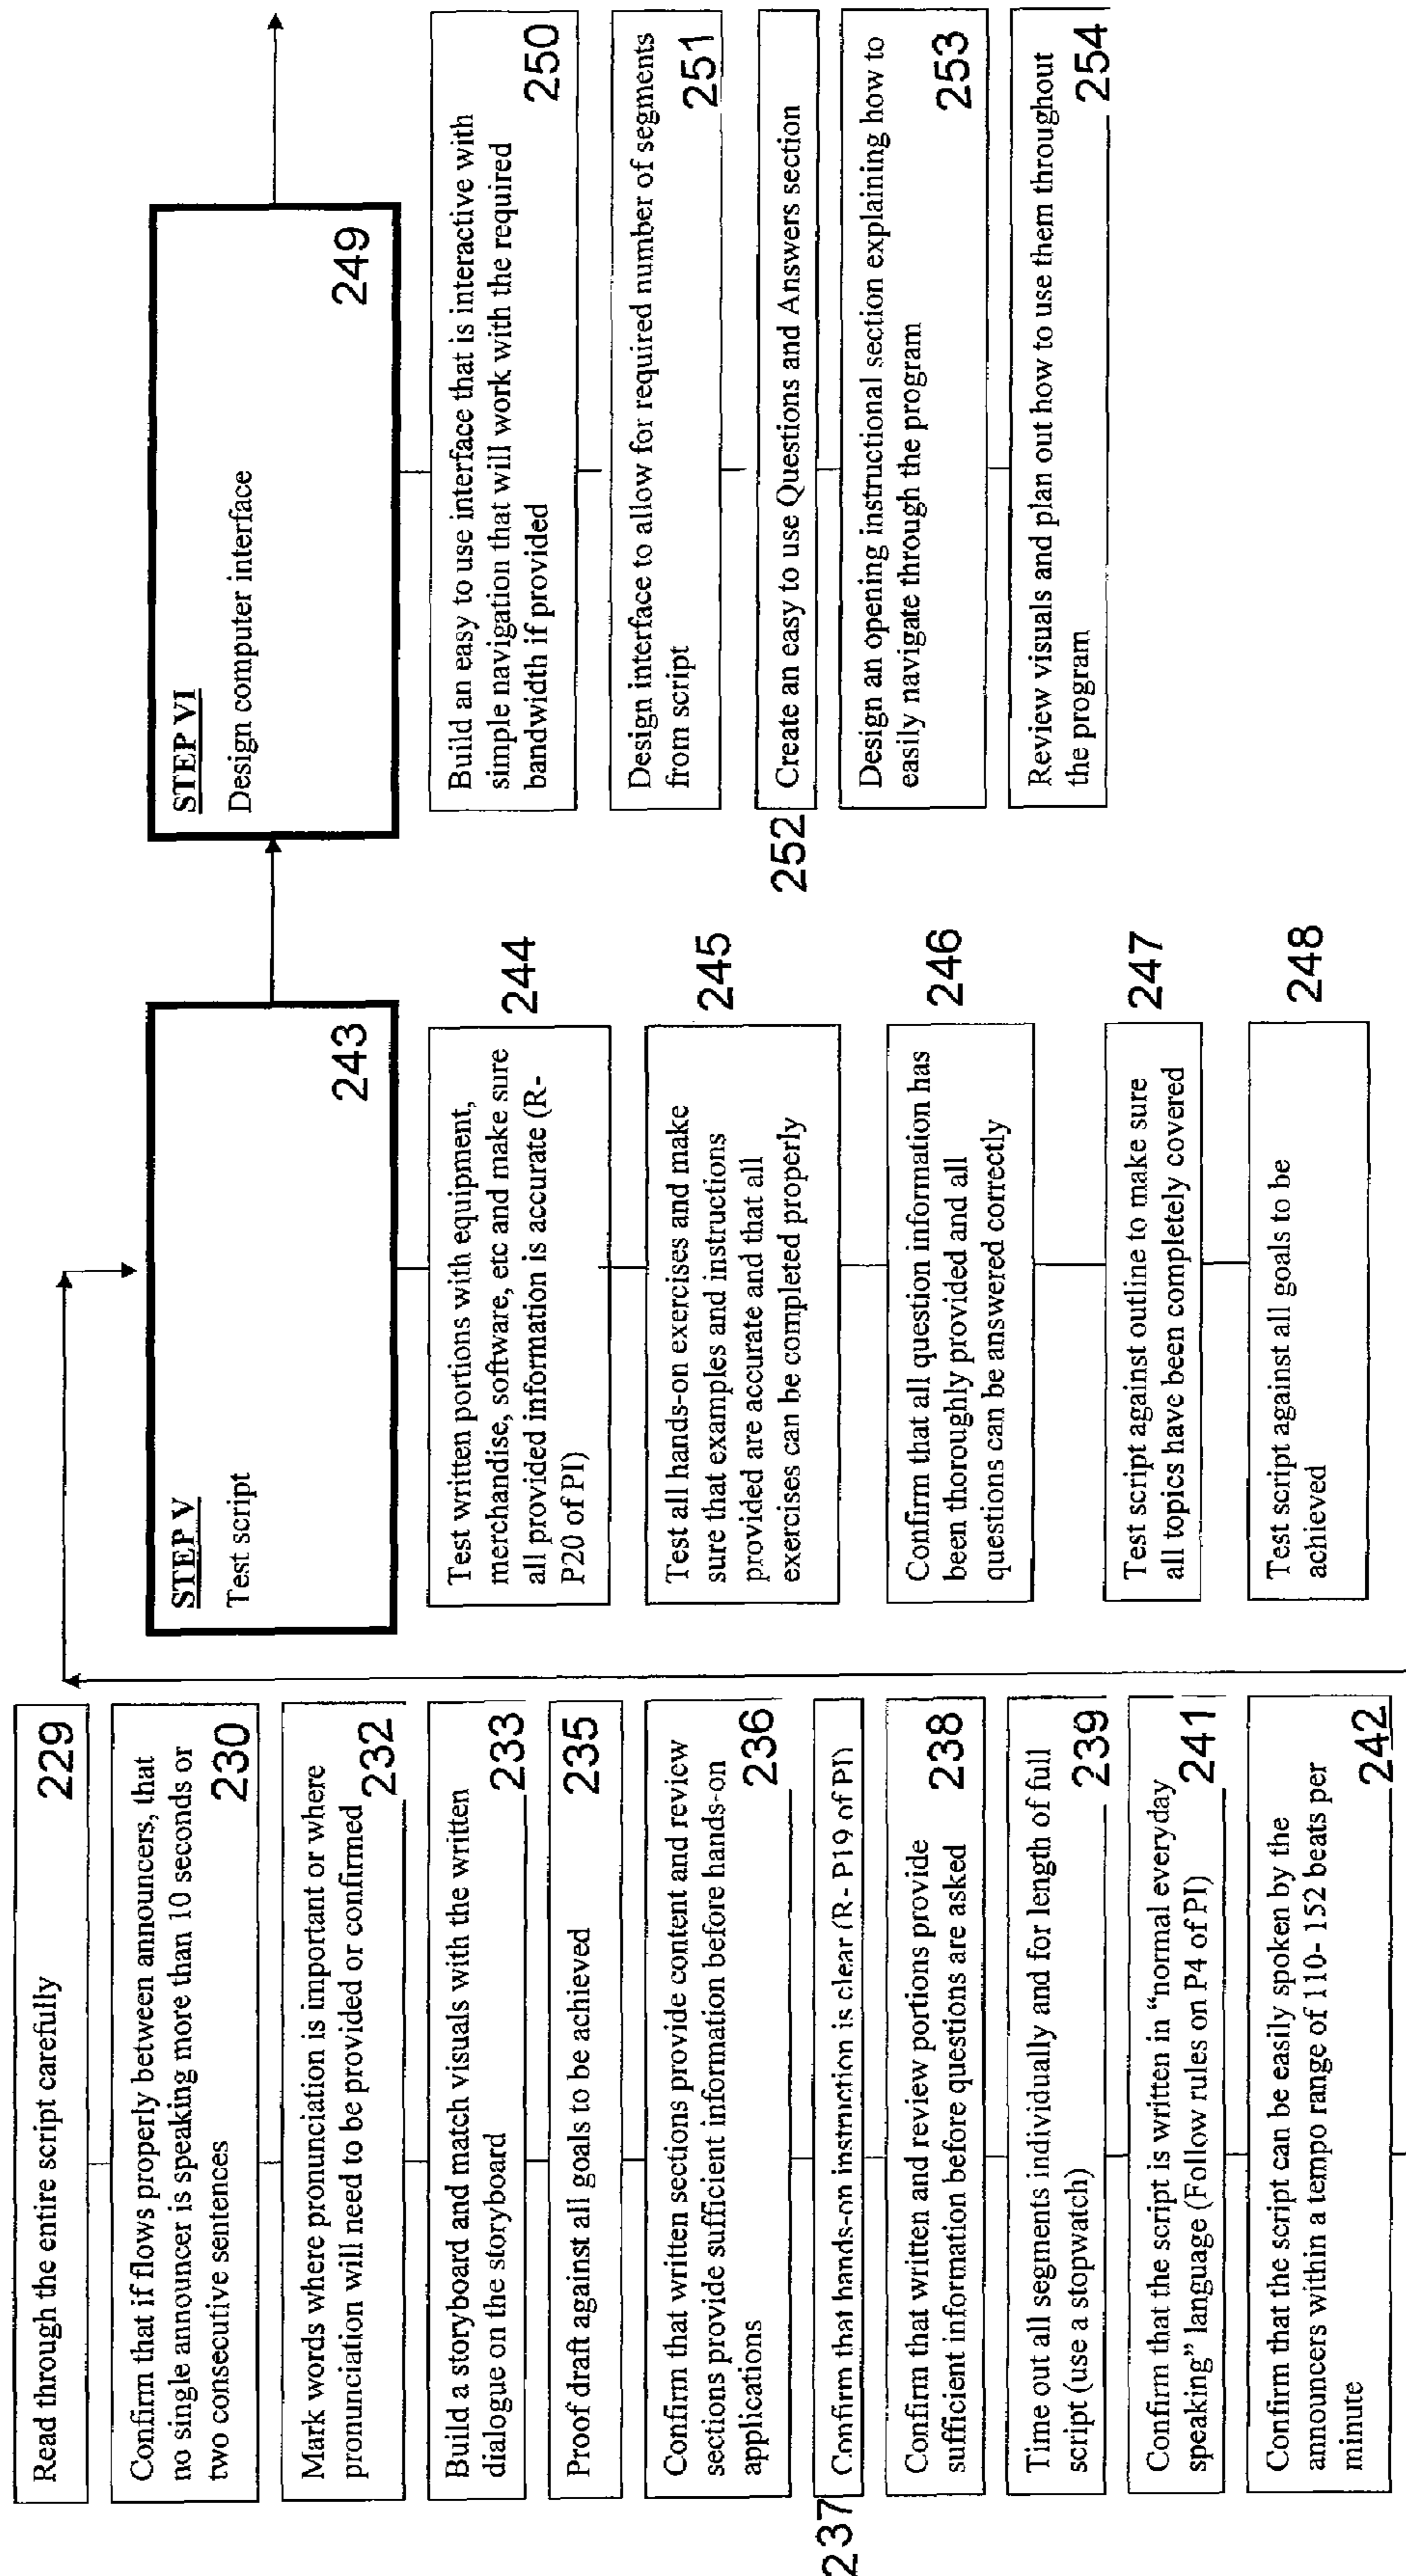 Read through the entire script carefully
229
Confirm that if flows properly between announcers, that
no single announcer is speaking more than 10 seconds or
two consecutive sentences
230
Mark words where pronunciation is important or where
pronunciation will need to be provided or confirmed
232
Build a storyboard and match visuals with the written
dialogue on the storyboard
233
Proof draft against all goals to be achieved
235
Confirm that written sections provide content and review
sections provide sufficient information before hands-on
applications
236
237
Confirm that hands-on instruction is clear (R- P19 of PI)
Confirm that written and review portions provide
sufficient information before questions are asked
238
Time out all segments individually and for length of full
script (use a stopwatch)
239
Confirm that the script is written in “normal everyday
speaking” language (Follow rules on P4 of PI)
241
Confirm that the script can be easily spoken by the
announcers within a tempo range of 110- 152 beats per
minute
242
STEP V
Test script
243
Test written portions with equipment,
merchandise, software, etc and make sure
all provided information is accurate (R-
P20 of PI)
244
Test all hands-on exercises and make
sure that examples and instructions
provided are accurate and that all
exercises can be completed properly
245
Confirm that all question information has
been thoroughly provided and all
questions can be answered correctly
246
Test script against outline to make sure
all topics have been completely covered
247
Test script against all goals to be
achieved
248
STEP VI
Design computer interface
249
Build an easy to use interface that is interactive with
simple navigation that will work with the required
bandwidth if provided
250
Design interface to allow for required number of segments
from script
251
252
Create an easy to use Questions and Answers section
Design an opening instructional section explaining how to
easily navigate through the program
253
Review visuals and plan out how to use them throughout
the program
254